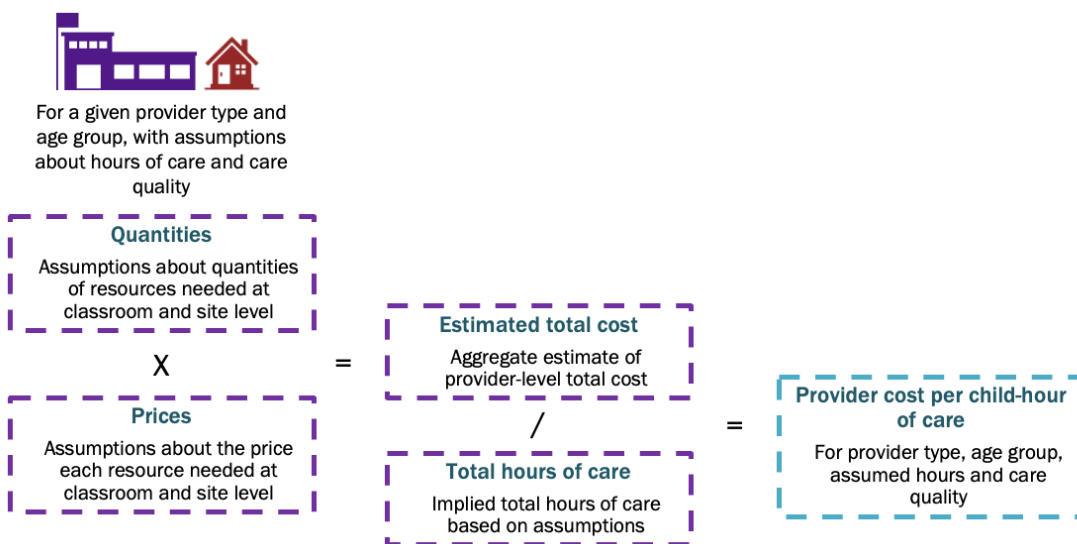 For a given provider type and
age group, with assumptions
about hours of care and care
quality
Quantities
Assumptions about quantities
of resources needed at
classroom and site level
X
Prices
Assumptions about the price
each resource needed at
classroom and site level
=
Estimated total cost
Aggregate estimate of
provider-level total cost
/
Total hours of care
Implied total hours of care
based on assumptions
=
Provider cost per child-hour
of care
For provider type, age group,
assumed hours and care
quality